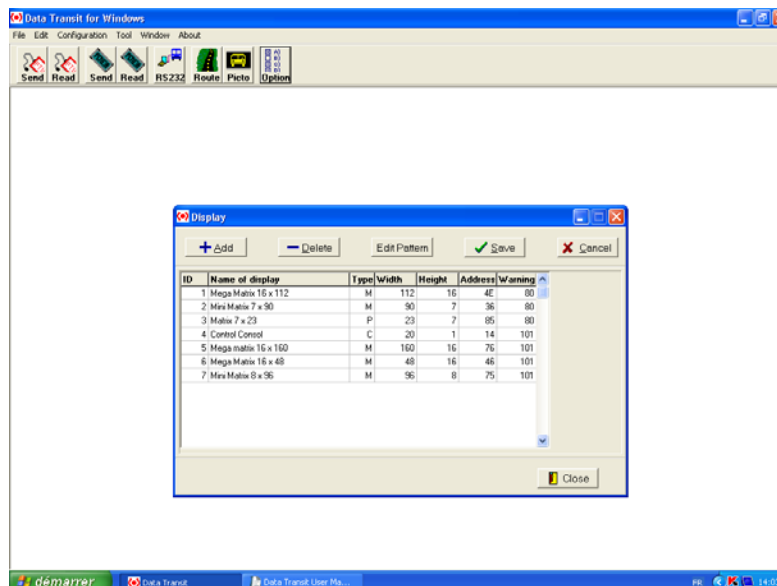 Data Transit for Windows
File Edit Configuration Tool Window About
Send Read Send Read RS232 Route Picto Option
Display
Add Delete Edit Pattern Save Cancel
ID Name of display Type Width Height Address Warning
1 Mega Matrix 16 x 112 M 112 16 4E 80
2 Mini Matrix 7 x 90 M 90 7 36 80
3 Matrix 7 x 23 P 23 7 85 80
4 Control Consol C 20 1 14 101
5 Mega matrix 16 x 160 M 160 16 76 101
6 Mega Matrix 16 x 48 M 48 16 46 101
7 Mini Matrix 8 x 96 M 96 8 75 101
Close
démarrer Data Transit Data Transit User Ma... FR